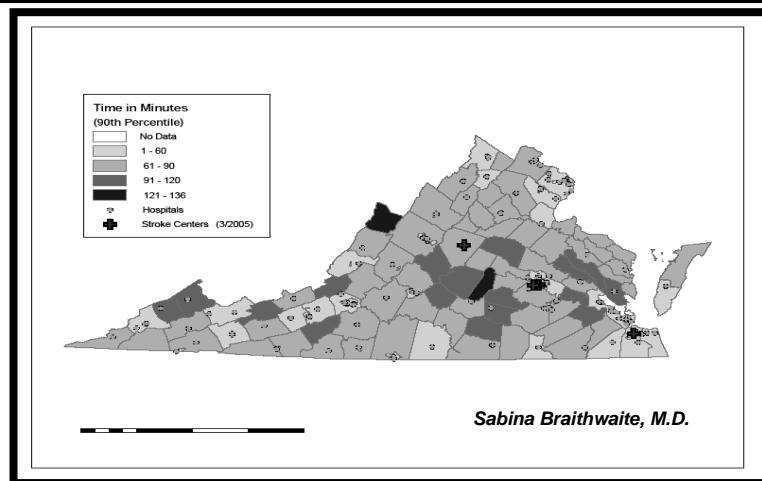 Time in Minutes
(90th Percentile)
No Data
1 - 60
61 - 90
91 - 120
121 - 136
Hospitals
Stroke Centers (3/2005)
Sabina Braithwaite, M.D.